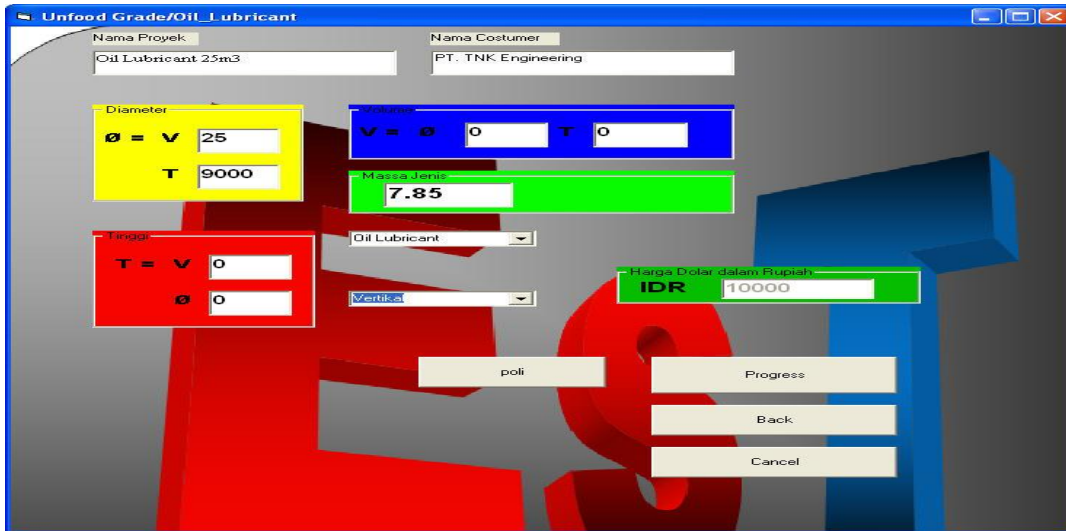 Unfood Grade/Oil_Lubricant
Nama Proyek
Nama Costumer
Oil Lubricant 25m3
PT. TNK Engineering
Diameter
Ø = V 25
T 9000
Volume
V = Ø 0 T 0
Massa Jenis
7.85
Tinggi
T = V 0
Ø 0
Oil Lubricant
Vertikal
Harga Dolar dalam Rupiah
IDR 10000
poli
Progress
Back
Cancel
EST